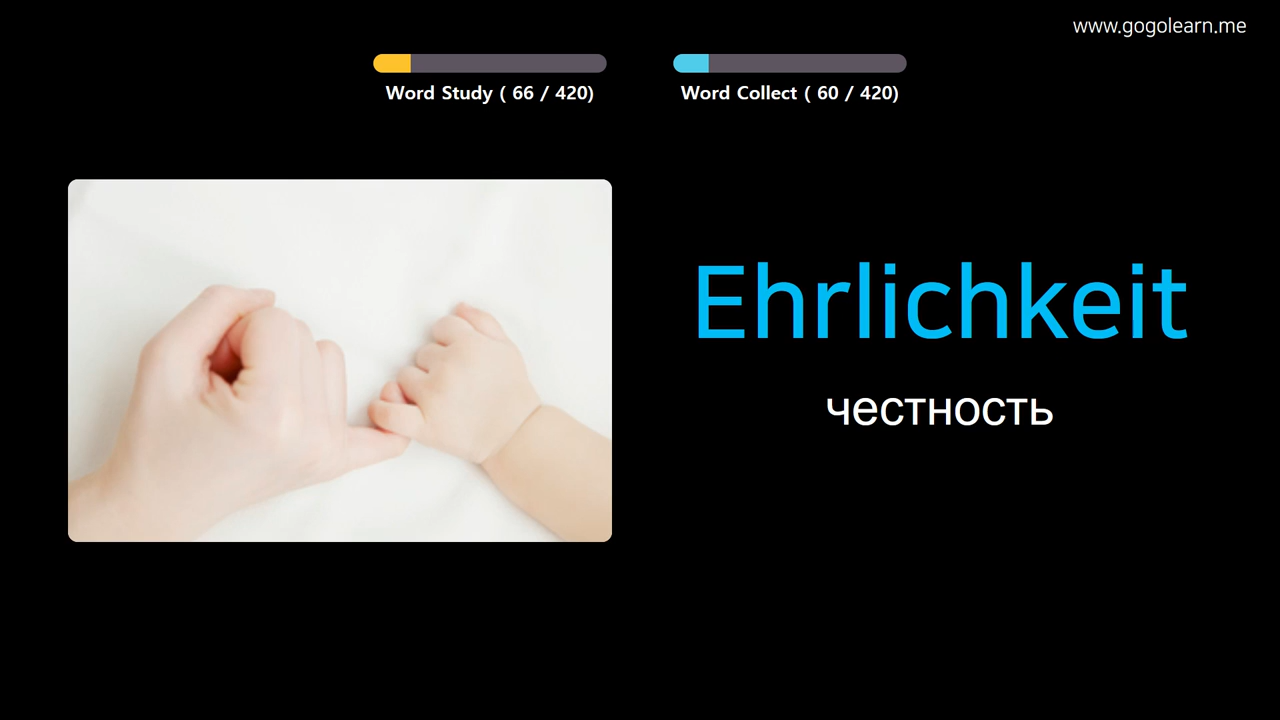 www.gogolearn.me
Word Study ( 66 / 420)
Word Collect ( 60 / 420)
Ehrlichkeit
честность